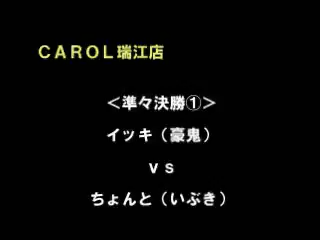 ＣＡＲＯＬ瑞江店
＜準々決勝①＞
イッキ（豪鬼）
ｖｓ
ちょんと（いぶき）